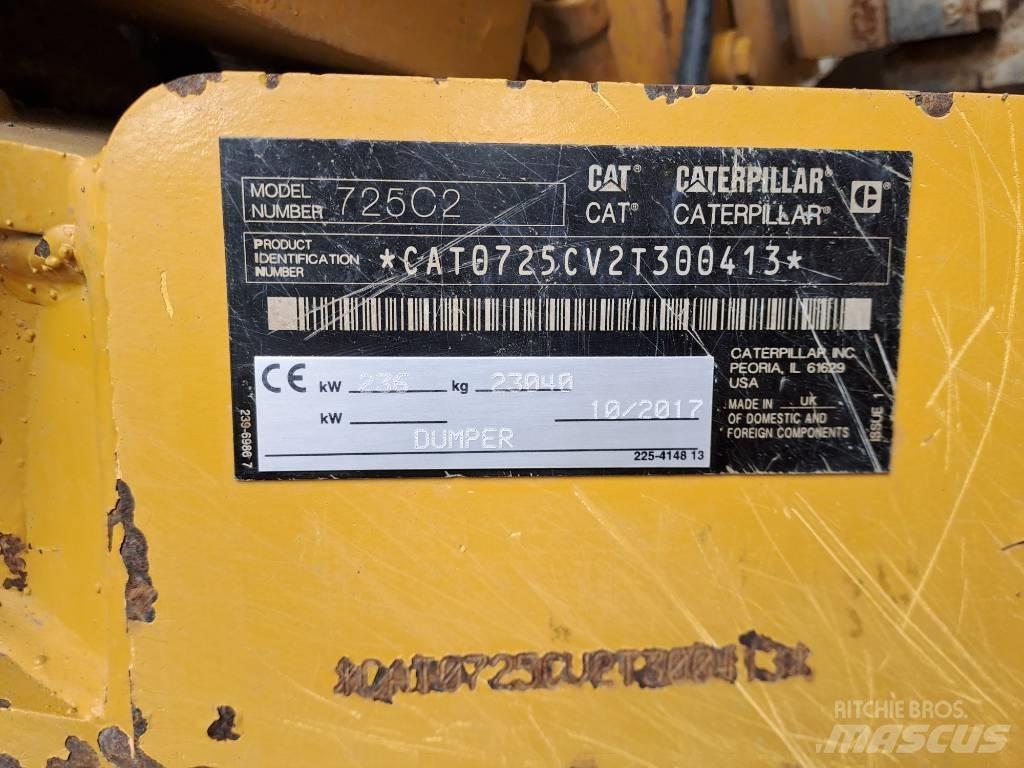 MODEL NUMBER 725C2
CAT® CATERPILLAR®
CAT® CATERPILLAR®
PRODUCT IDENTIFICATION NUMBER *CAT0725CV2T300413*
CE kW 236 kg 23040
kW 10/2017
DUMPER
225-4148 13
CATERPILLAR INC.
PEORIA, IL 61629
USA
MADE IN UK
OF DOMESTIC AND
FOREIGN COMPONENTS
ISSUE 1
239-6986 7
*CAT0725CV2T300413*
RITCHIE BROS.
mascus